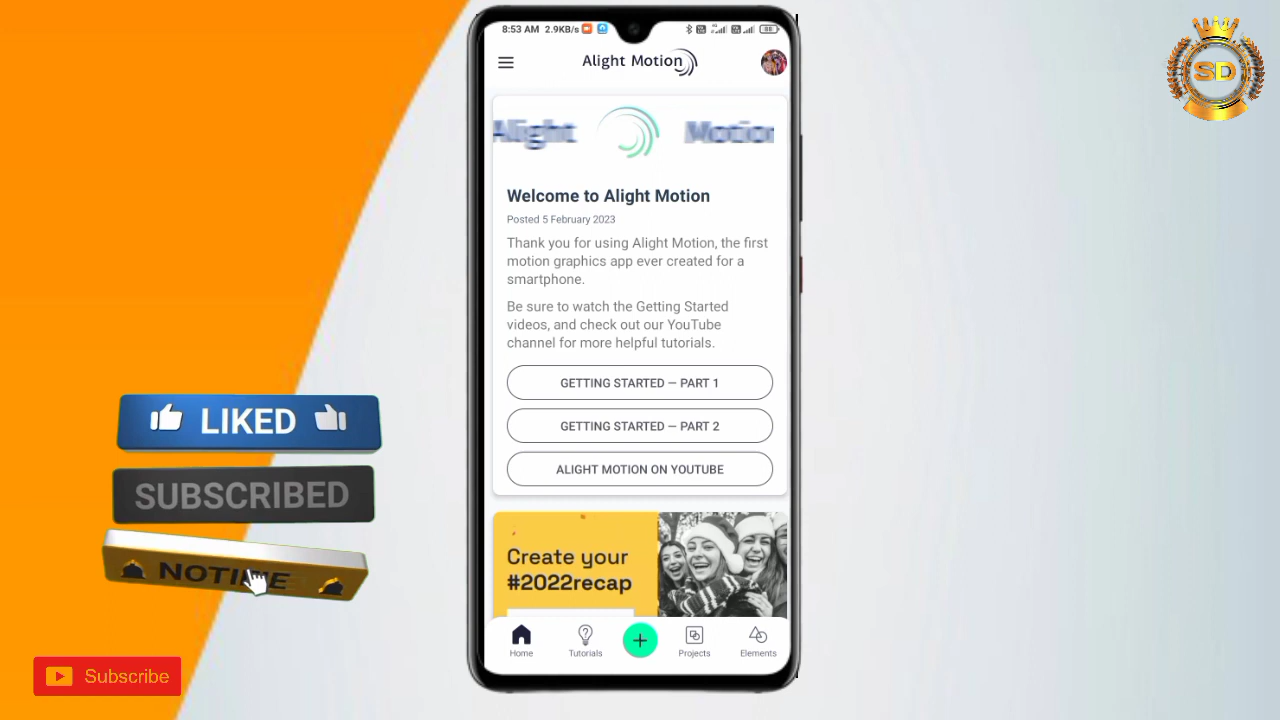 8:53 AM 2.9KB/s
Alight Motion
Alight Motion
Welcome to Alight Motion
Posted 5 February 2023
Thank you for using Alight Motion, the first
motion graphics app ever created for a
smartphone.
Be sure to watch the Getting Started
videos, and check out our YouTube
channel for more helpful tutorials.
GETTING STARTED — PART 1
GETTING STARTED — PART 2
ALIGHT MOTION ON YOUTUBE
Create your
#2022recap
Home Tutorials Projects Elements
LIKED
SUBSCRIBED
Subscribe
SD